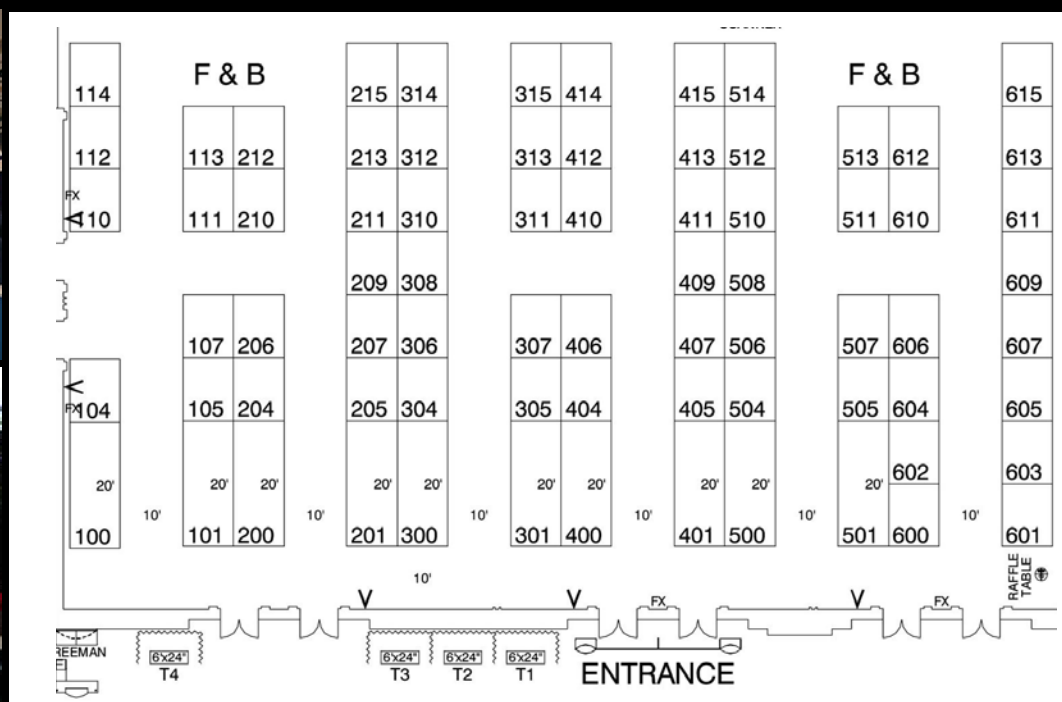 F & B F & B
114 215 314 315 414 415 514 615
112 113 212 213 312 313 412 413 512 513 612 613
FX
110 111 210 211 310 311 410 411 510 511 610 611
209 308 409 508 609
107 206 207 306 307 406 407 506 507 606 607
FX 104 105 204 205 304 305 404 405 504 505 604 605
602 603
20' 20' 20' 20' 20' 20' 20' 20' 20' 20'
10' 10' 10' 10' 10' 10'
100 101 200 201 300 301 400 401 500 501 600 601
10'
RAFFLE
TABLE
FX FX
REEMAN
6'x24" 6'x24" 6'x24" 6'x24"
T4 T3 T2 T1
ENTRANCE